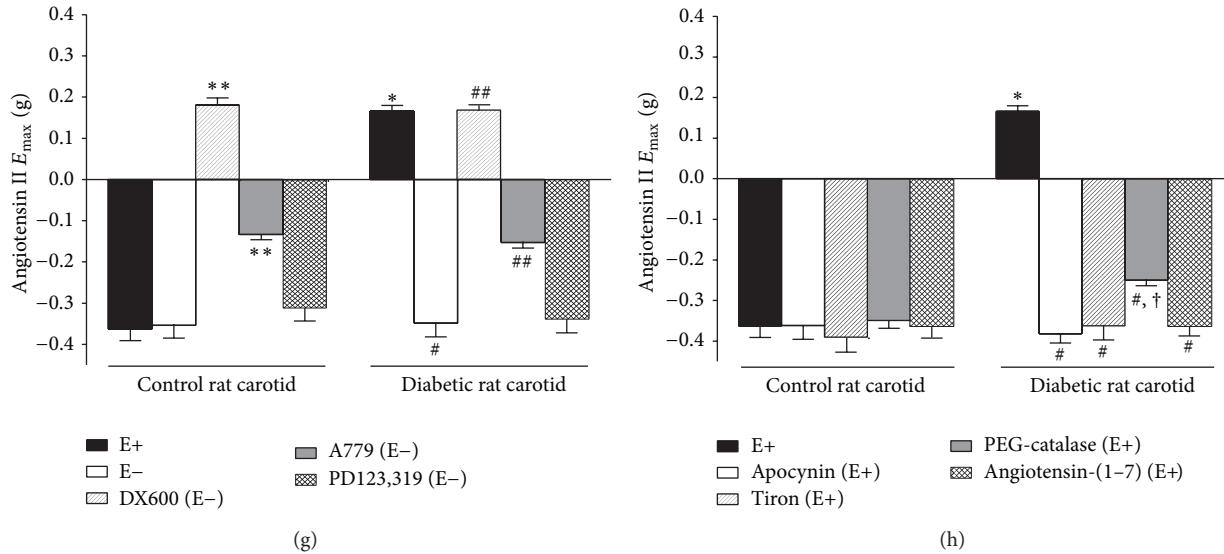 0.4
0.3
0.2
0.1
0.0
−0.1
−0.2
−0.3
−0.4
Angiotensin II Emax (g)
**
**
*
#
##
##
Control rat carotid
Diabetic rat carotid
E+
E−
DX600 (E−)
A779 (E−)
PD123,319 (E−)
(g)
0.4
0.3
0.2
0.1
0.0
−0.1
−0.2
−0.3
−0.4
Angiotensin II Emax (g)
*
#
#
#, †
#
Control rat carotid
Diabetic rat carotid
E+
Apocynin (E+)
Tiron (E+)
PEG-catalase (E+)
Angiotensin-(1–7) (E+)
(h)